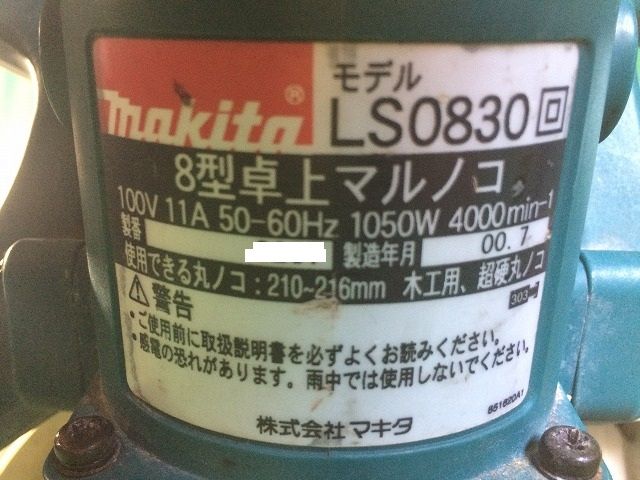 makita®
モデル
LS0830
8型卓上マルノコ
100V 11A 50-60Hz 1050W 4000min-1
製番 製造年月 00. 7
使用できる丸ノコ:210~216mm 木工用、超硬丸ノコ
303
警告
・ご使用前に取扱説明書を必ずよくお読みください。
・感電の恐れがあります。雨中では使用しないでください。
851820A1
株式会社マキタ